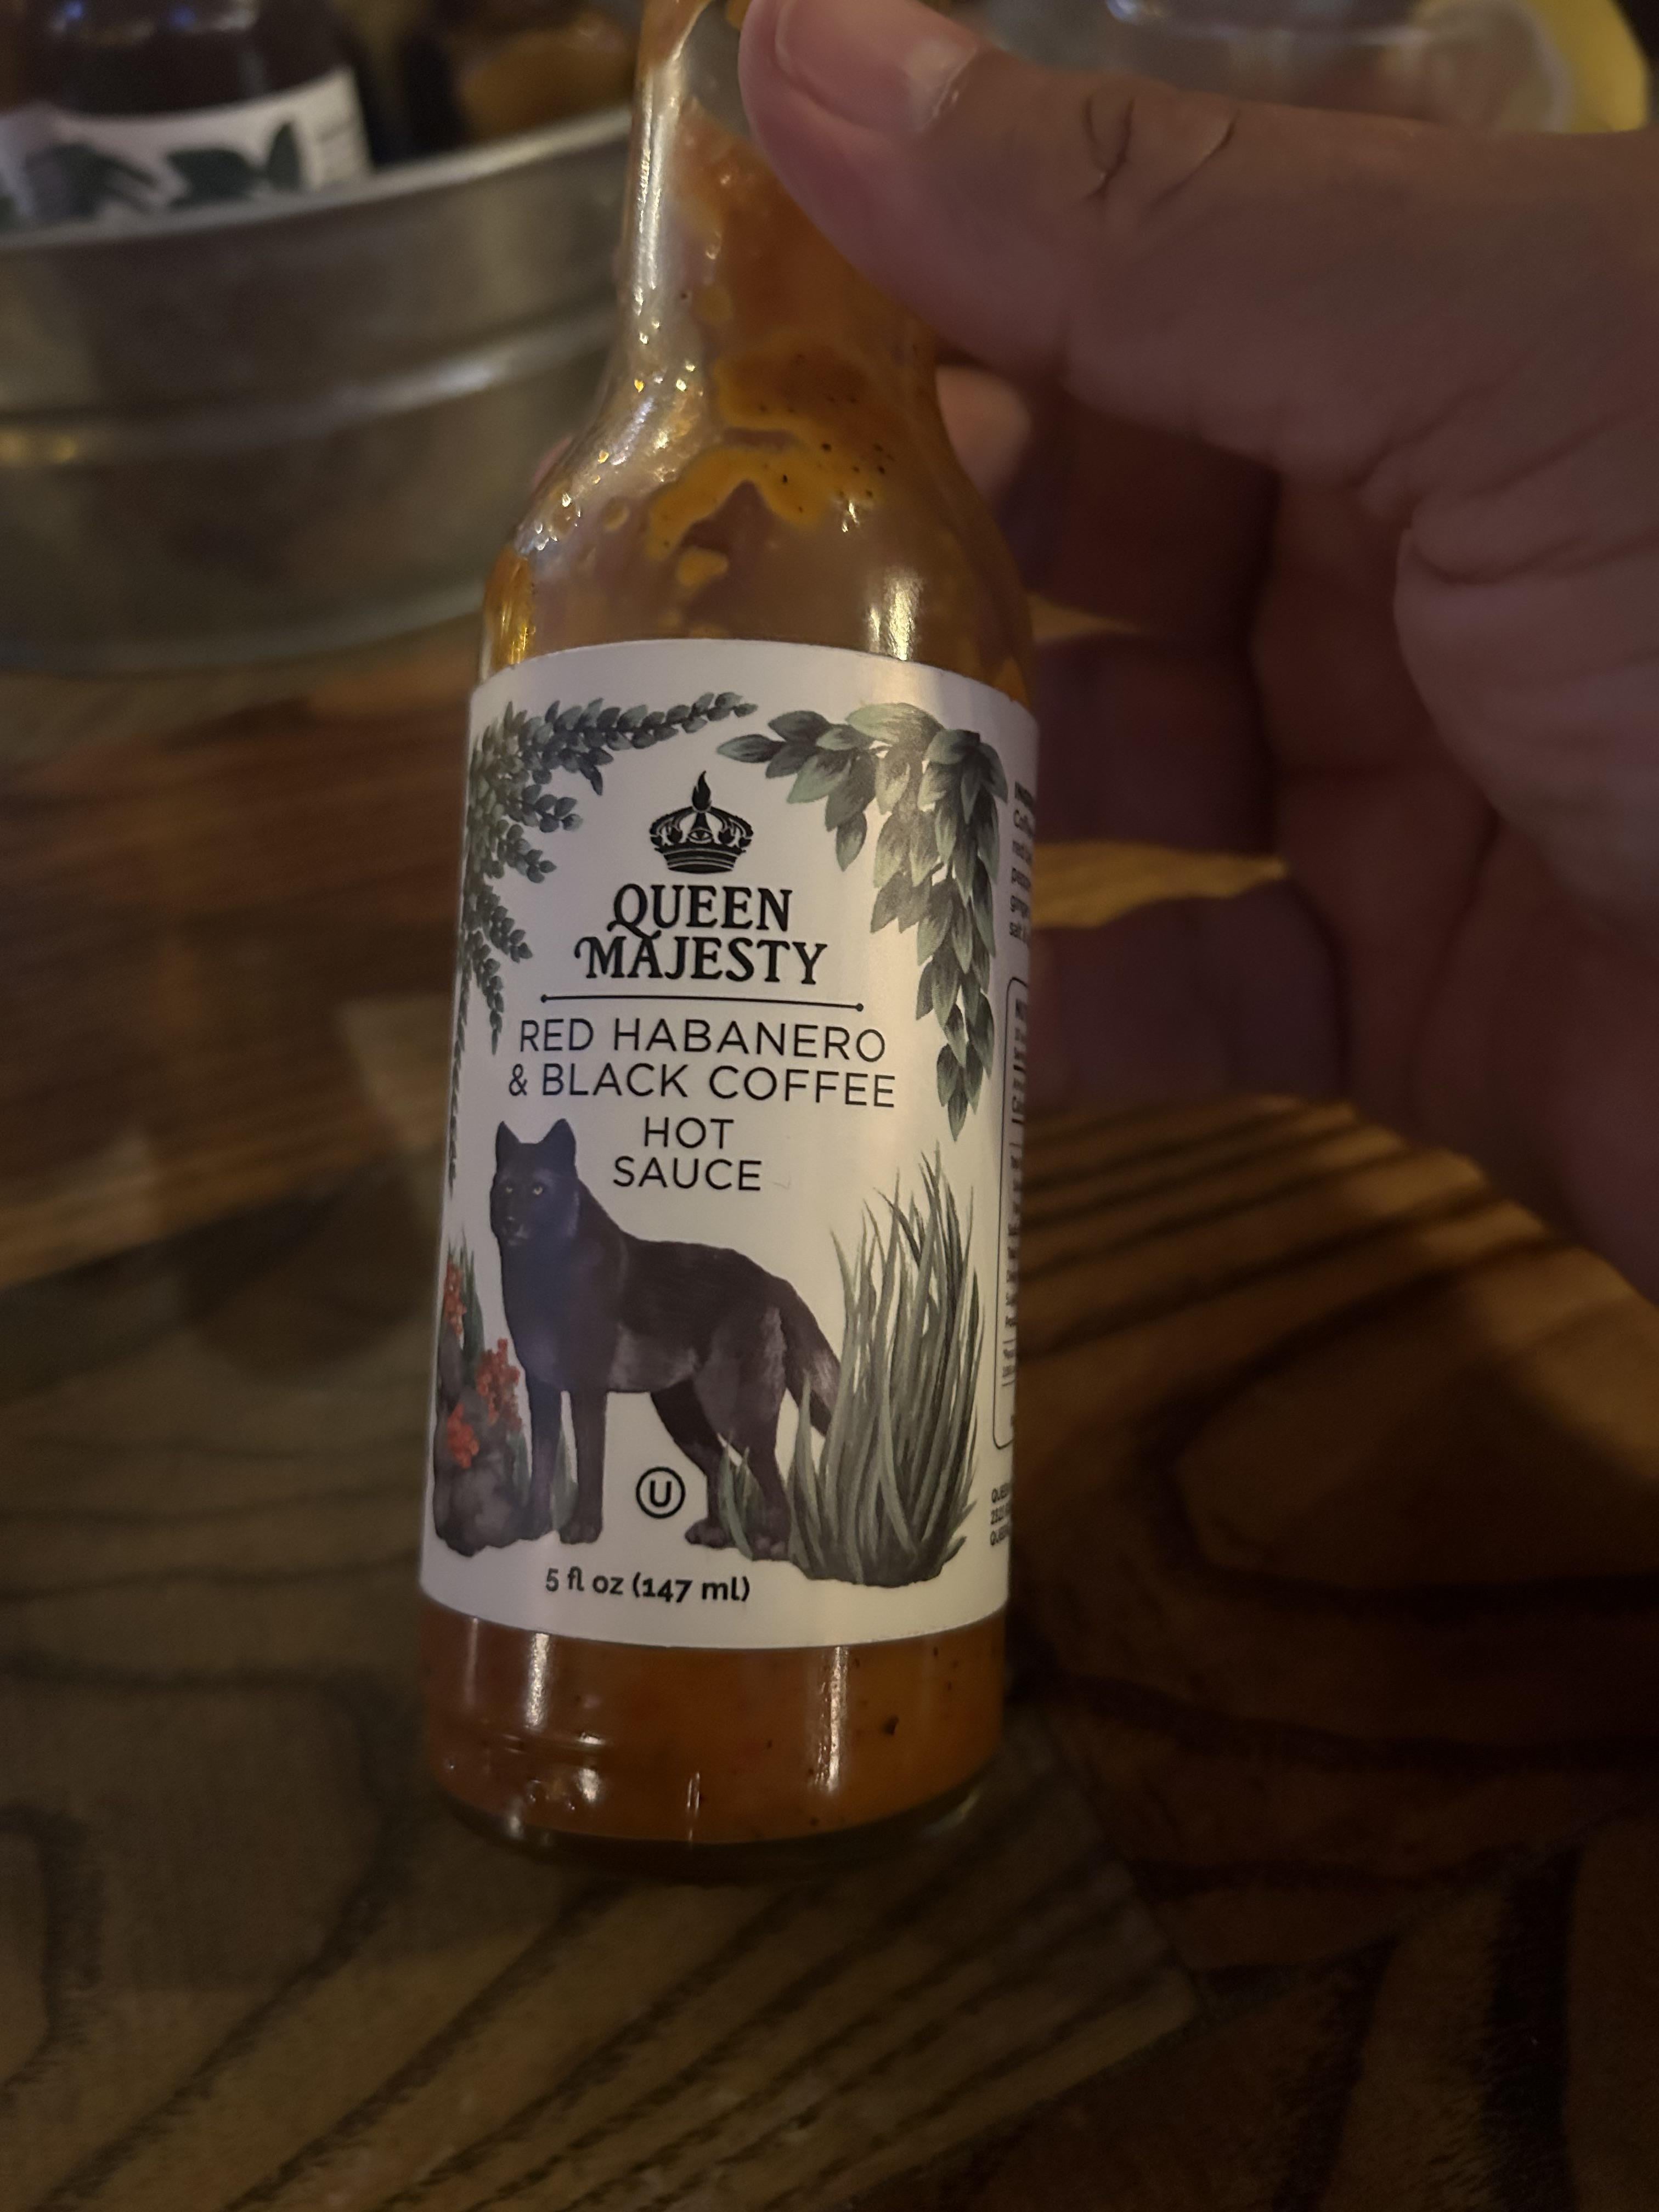 QUEEN
MAJESTY
RED HABANERO
& BLACK COFFEE
HOT
SAUCE
U
5 fl oz (147 ml)